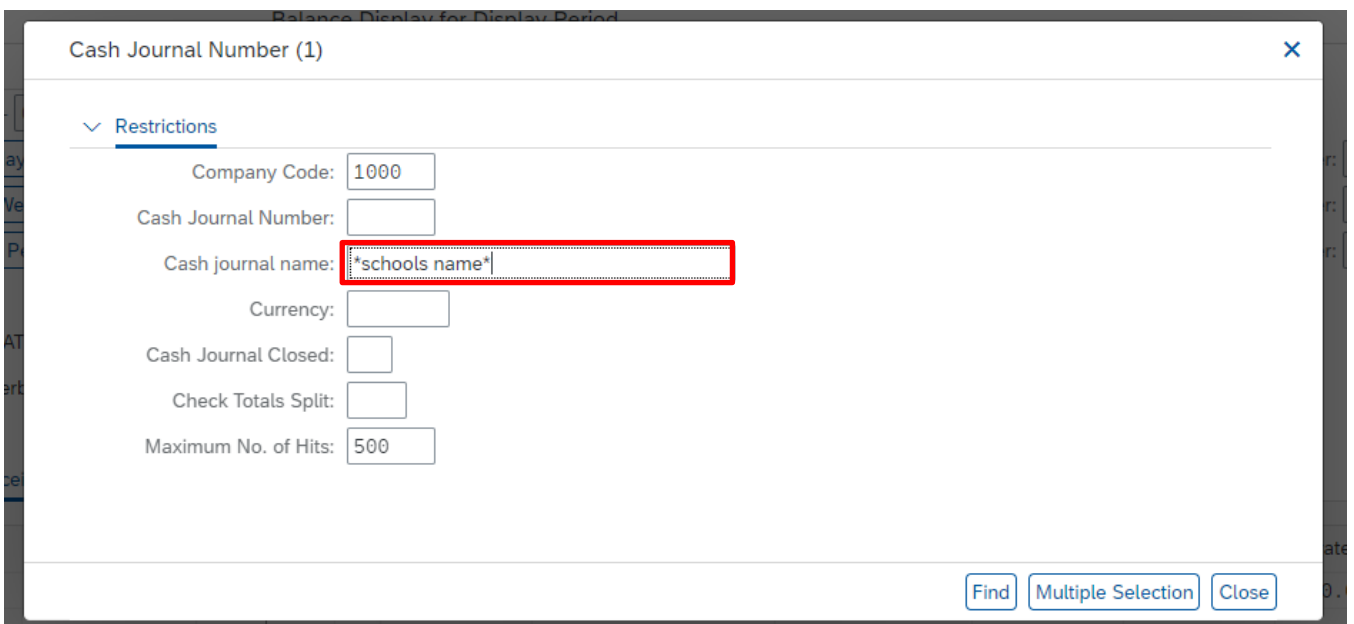 Balance Display for Display Period
Cash Journal Number (1)
Restrictions
Company Code: 1000
Cash Journal Number:
Cash journal name: *schools name*
Currency:
Cash Journal Closed:
Check Totals Split:
Maximum No. of Hits: 500
Find Multiple Selection Close